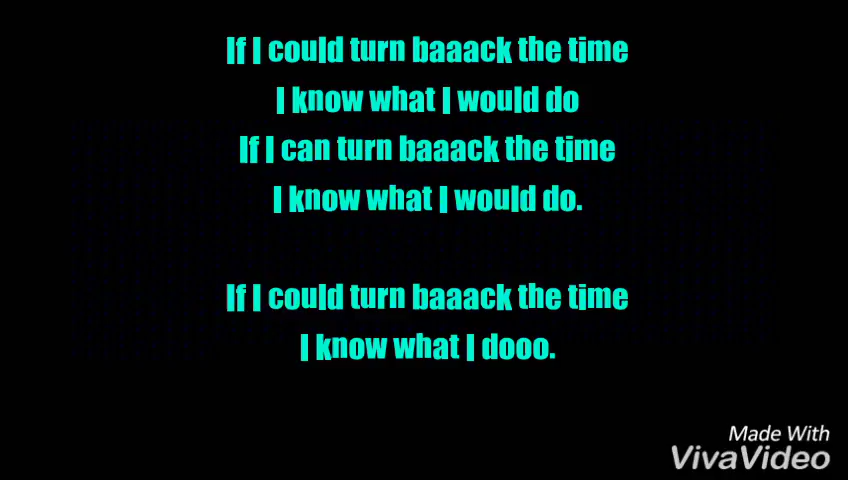 If I could turn baaack the time
I know what I would do
If I can turn baaack the time
I know what I would do.
If I could turn baaack the time
I know what I dooo.
Made With
VivaVideo